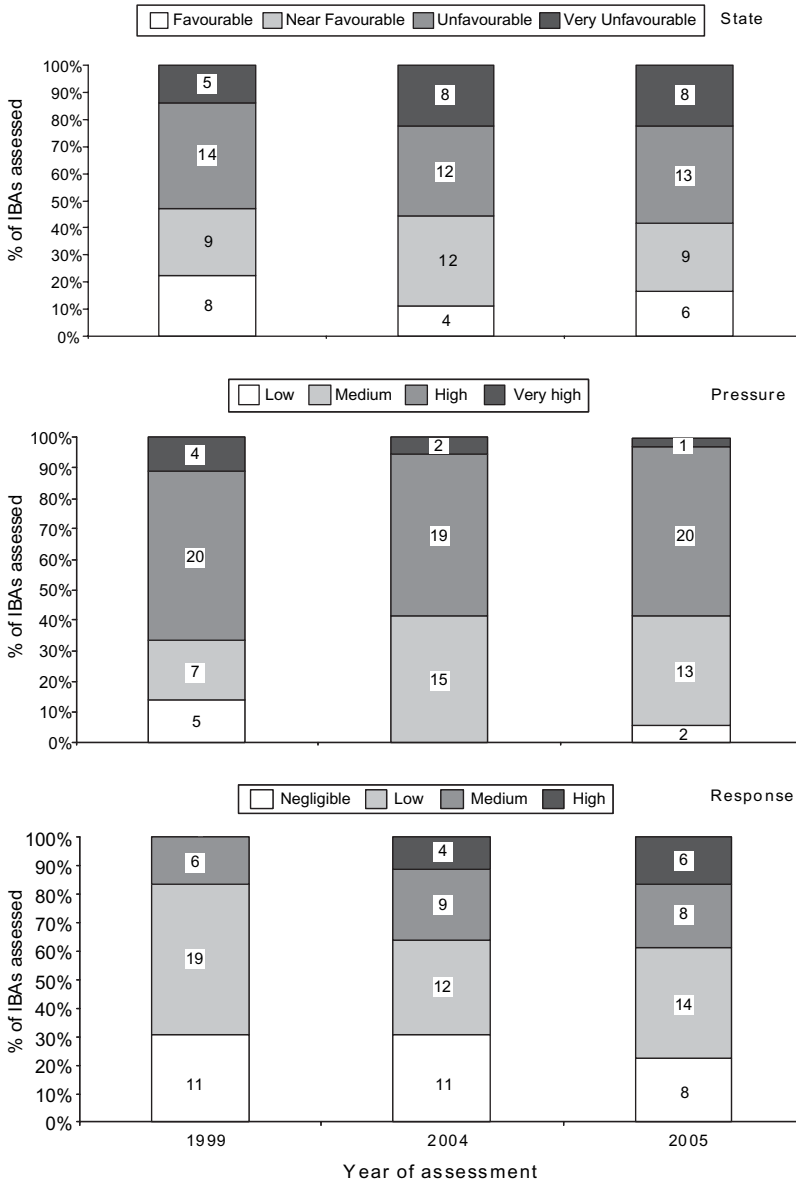 Favourable Near Favourable Unfavourable Very Unfavourable State
% of IBAs assessed
100%
90%
80%
70%
60%
50%
40%
30%
20%
10%
0%
5 8 8
14 12 13
9 12 9
8 4 6
Low Medium High Very high Pressure
% of IBAs assessed
100%
90%
80%
70%
60%
50%
40%
30%
20%
10%
0%
4 2 1
20 19 20
7 15 13
5 2
Negligible Low Medium High Response
% of IBAs assessed
100%
90%
80%
70%
60%
50%
40%
30%
20%
10%
0%
6 4 6
9 8
19 12 14
11 11 8
1999 2004 2005
Year of assessment